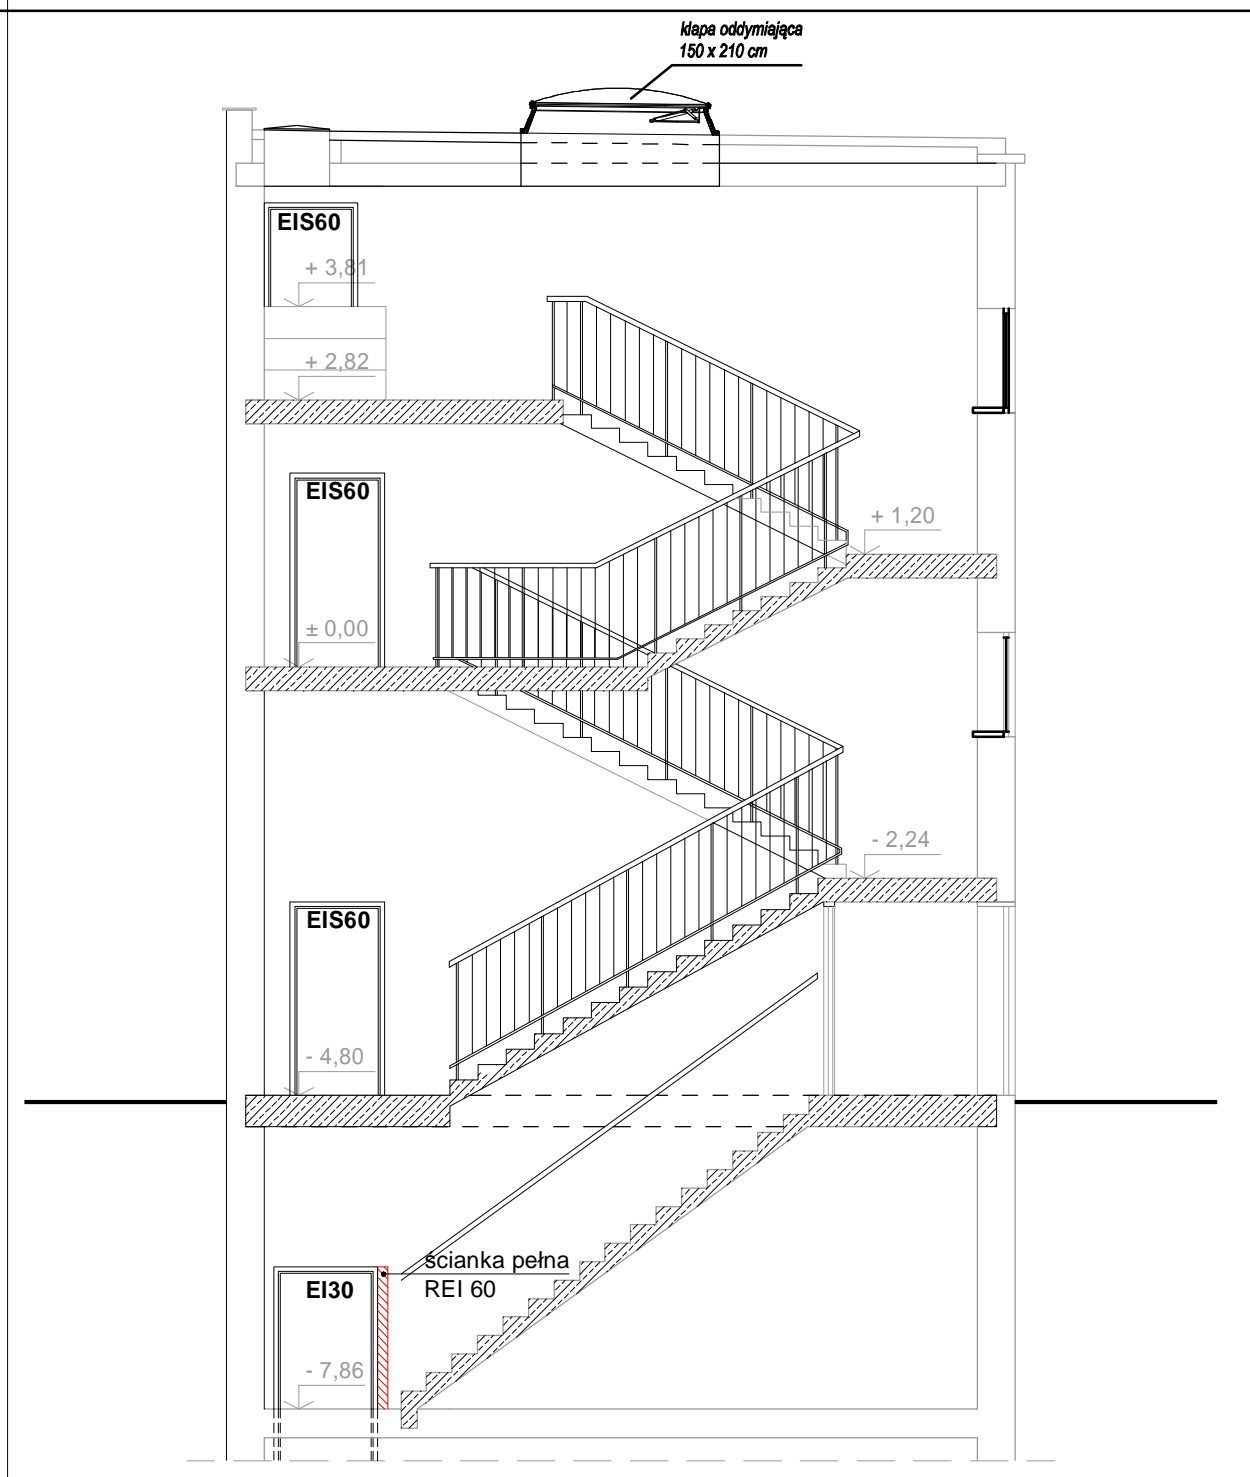 klapa oddymiająca
150 x 210 cm
EIS60
+ 3,81
+ 2,82
EIS60
+ 1,20
± 0,00
- 2,24
EIS60
- 4,80
ścianka pełna
REI 60
EI30
- 7,86